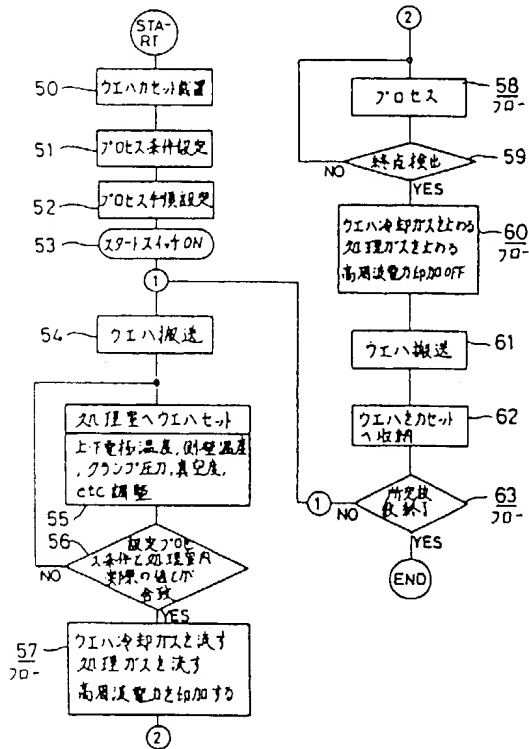 STA-
RT
50
ウエハカセット載置
51
プロセス条件設定
52
プロセス手順設定
53
スタートスイッチON
1
54
ウエハ搬送
処理室へウエハセット
上下電極温度,側壁温度
,クランプ圧力,真空度,
etc 調整
55
56
設定プロセ
ス条件と処理室内
実際の値とが
合致
NO
YES
57
フロー
ウエハ冷却ガスを流す
処理ガスを流す
高周波電力を印加する
2
2
プロセス
58
フロー
終点検出
59
NO
YES
ウエハ冷却ガスを止める
処理ガスを止める
高周波電力印加OFF
60
フロー
ウエハ搬送
61
ウエハをカセット
へ収納
62
1
NO
所定枚
数終了
63
フロー
YES
END